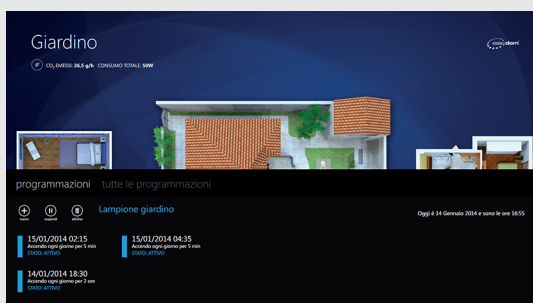 Giardino
easydom
CO₂ EMESSI: 26,5 g/h CONSUMO TOTALE: 50W
programmazioni tutte le programmazioni
nuovo sospendi elimina Lampione giardino
Oggi è 14 Gennaio 2014 e sono le ore 16:55
15/01/2014 02:15
Accendo ogni giorno per 5 min
STATO: ATTIVO
15/01/2014 04:35
Accendo ogni giorno per 5 min
STATO: ATTIVO
14/01/2014 18:30
Accendo ogni giorno per 2 ore
STATO: ATTIVO